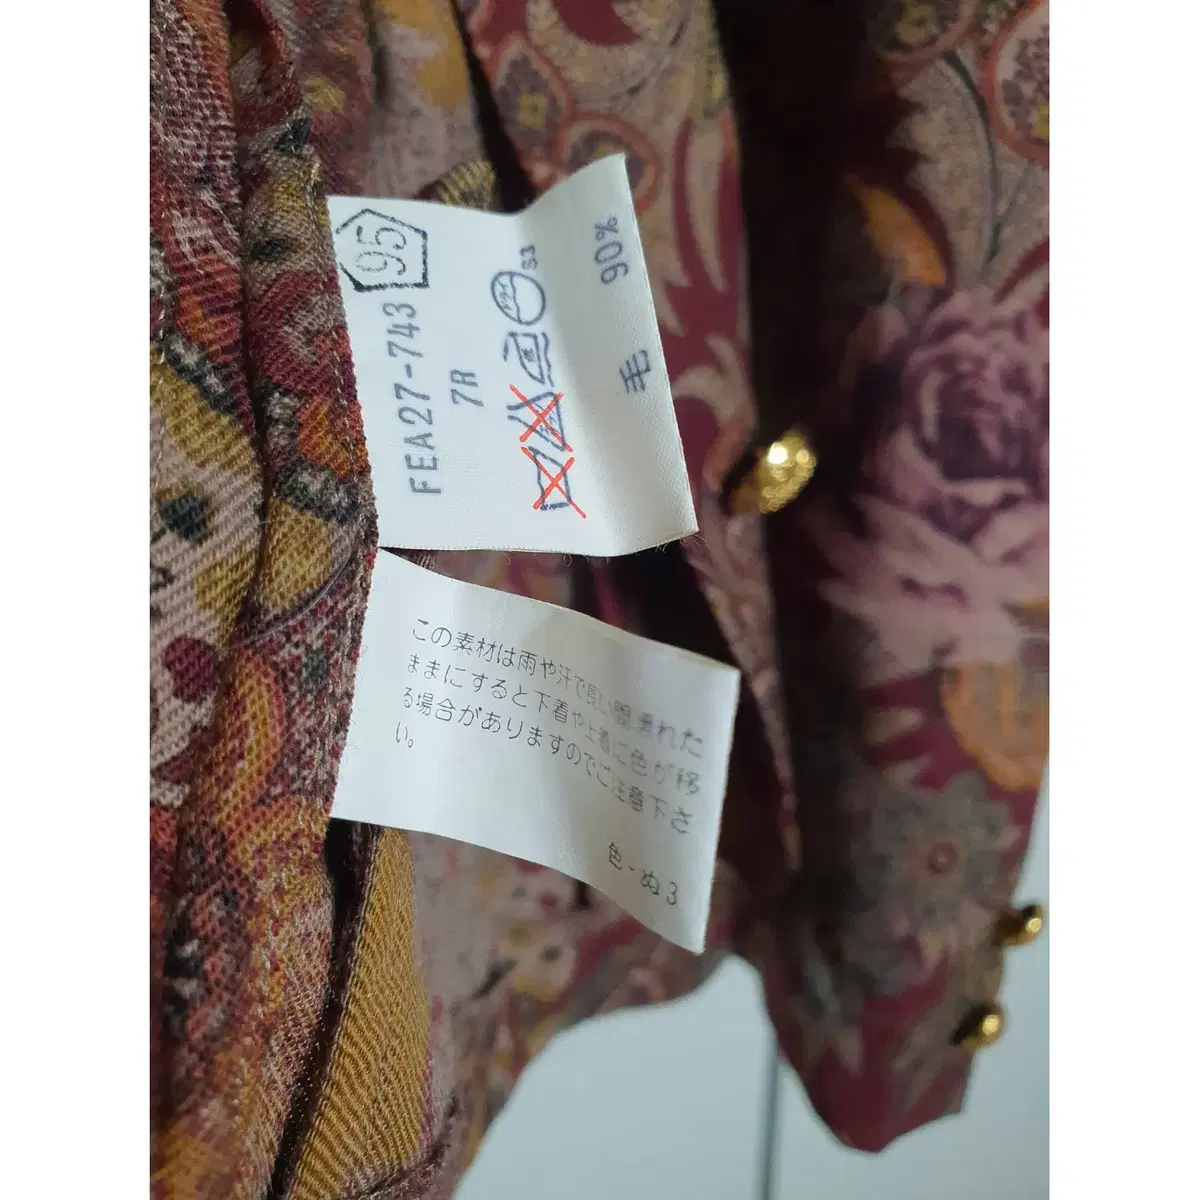 95
FEA27-743
7R
S3
毛 90%
この素材は雨や汗で長い間濡れた
ままにすると下着や上着に色が移
る場合がありますのでご注意下さ
い。
色-ぬ3